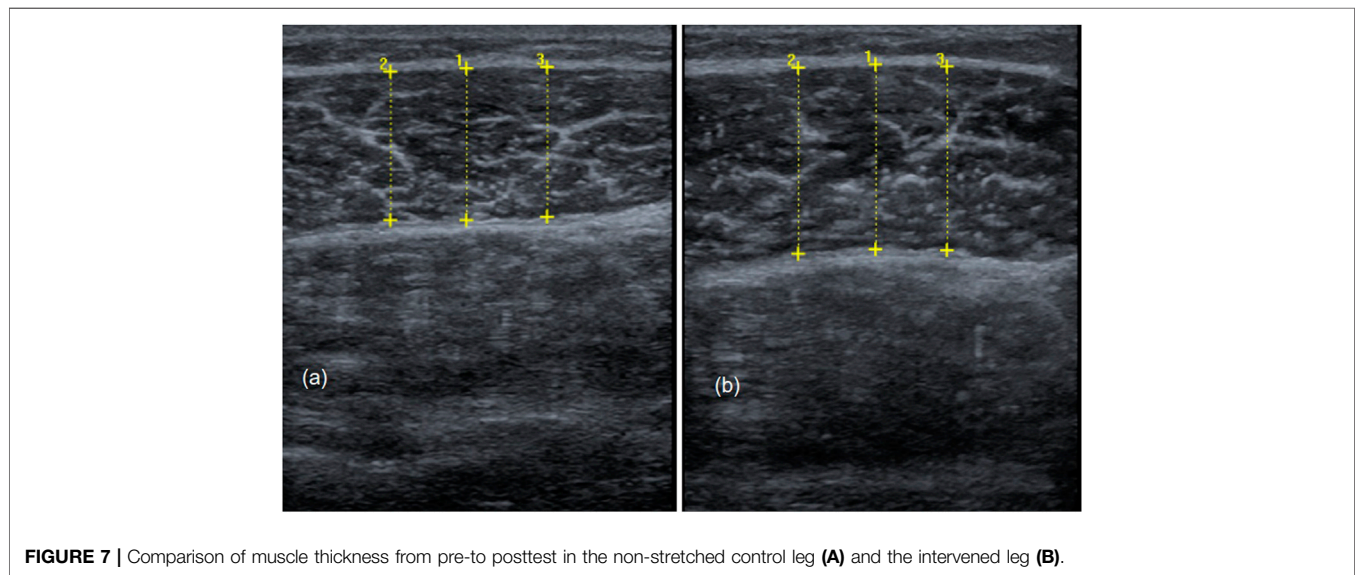 2 1 3
2 1 3
(a)
(b)
FIGURE 7 | Comparison of muscle thickness from pre-to posttest in the non-stretched control leg (A) and the intervened leg (B).